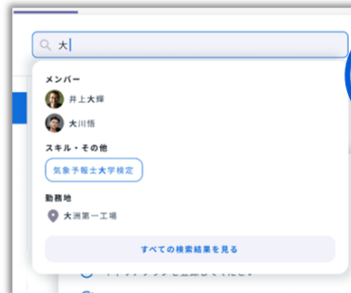 大
メンバー
井上大輝
大川悟
スキル・その他
気象予報士大学検定
勤務地
大洲第一工場
すべての検索結果を見る